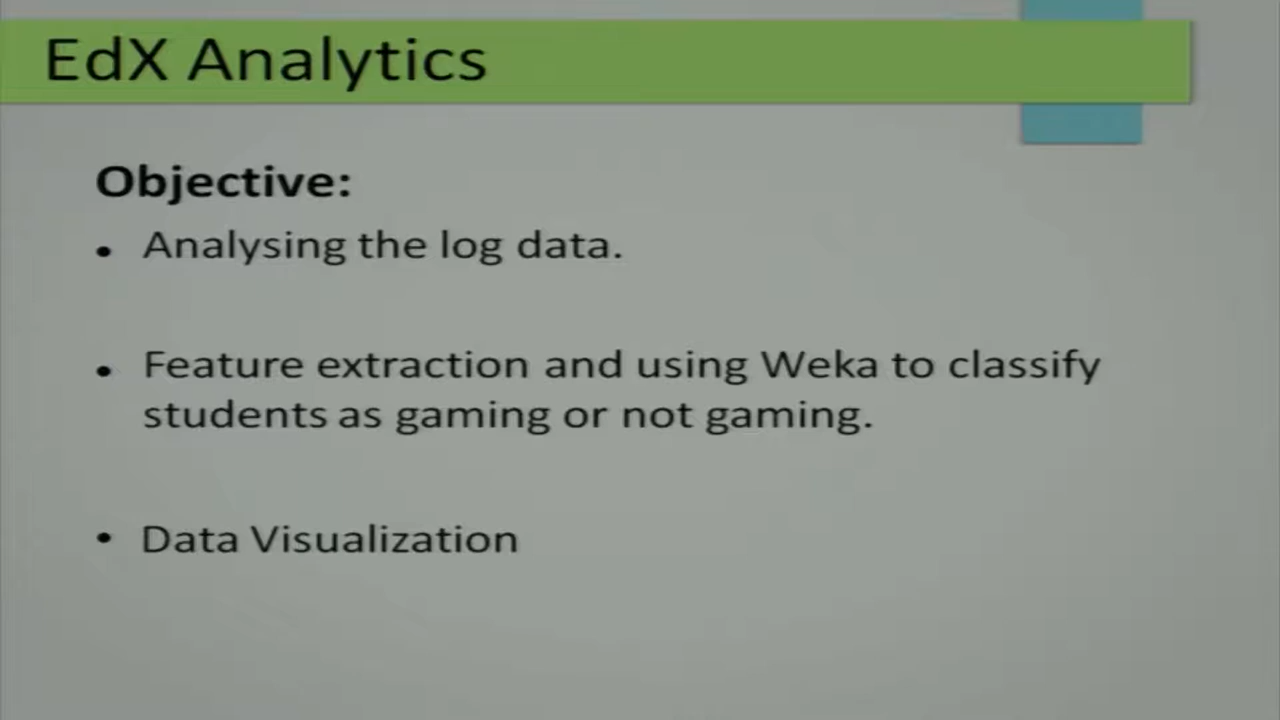 EdX Analytics
Objective:
• Analysing the log data.
• Feature extraction and using Weka to classify
students as gaming or not gaming.
• Data Visualization